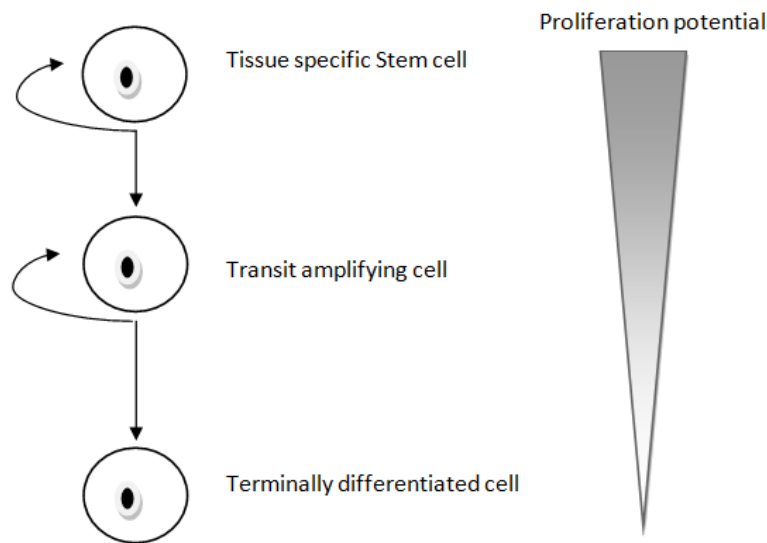 Proliferation potential
Tissue specific Stem cell
Transit amplifying cell
Terminally differentiated cell